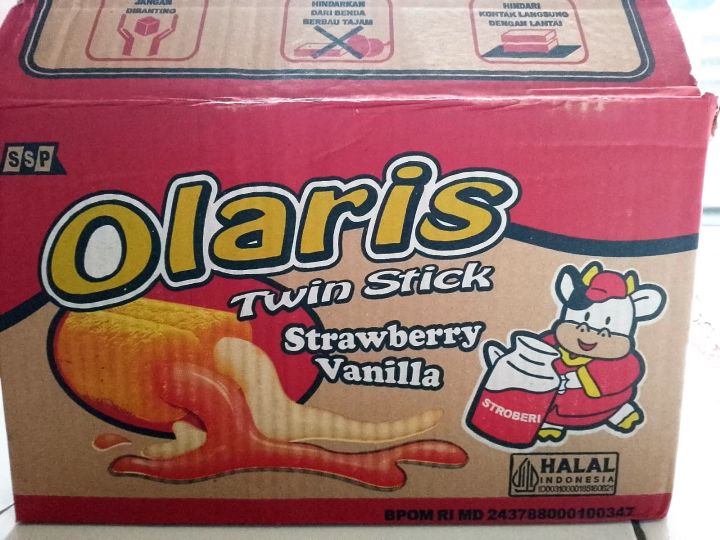 JANGAN
DIBANTING
HINDARKAN
DARI BENDA
BERBAU TAJAM
HINDARI
KONTAK LANGSUNG
DENGAN LANTAI
SSP
Olaris
Twin Stick
Strawberry
Vanilla
STROBERI
HALAL
INDONESIA
ID00310000185160821
BPOM RI MD 243788000100347